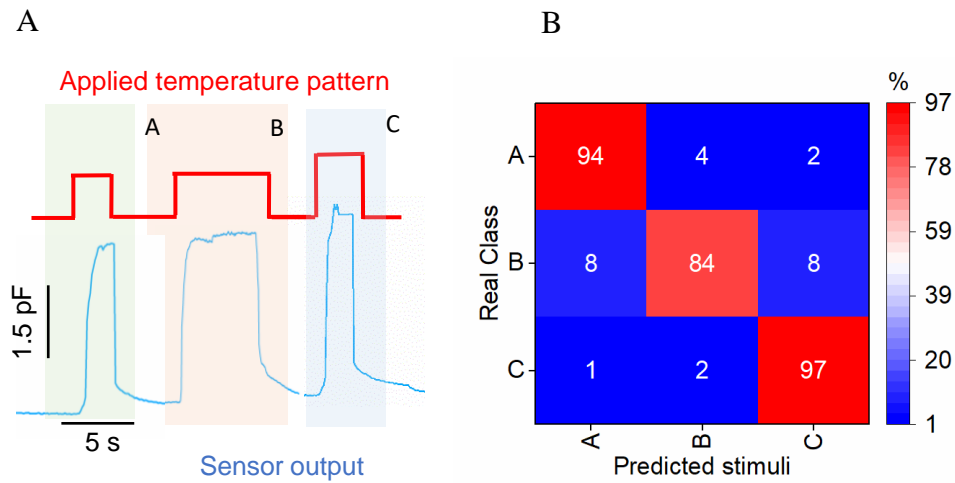 A
Applied temperature pattern
A
B
C
1.5 pF
5 s
Sensor output
B
%
97
78
59
39
20
1
Real Class
A
B
C
94 4 2
8 84 8
1 2 97
A B C
Predicted stimuli